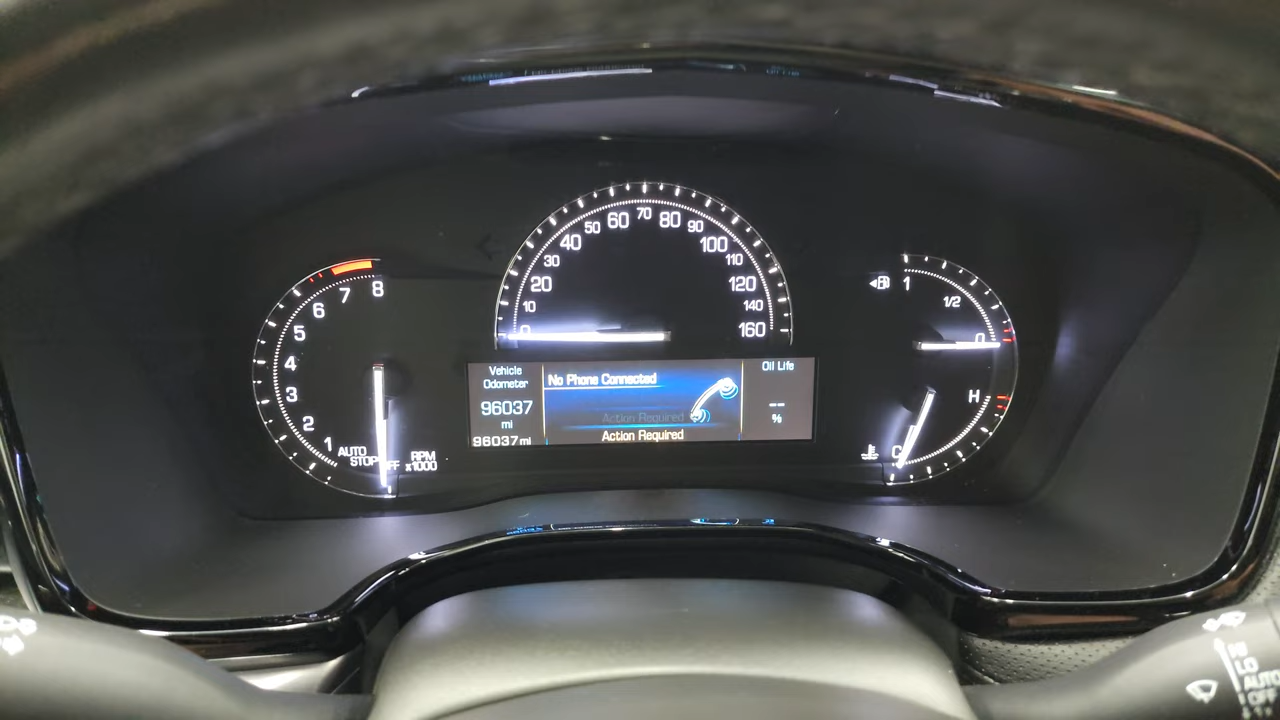 60 70 80
50 90
40 100
30 110
20 120
10 140
0 160
8
7
6
5
4
3
2
1
AUTO
STOP OFF
RPM
x1000
1
1/2
0
H
C
Vehicle
Odometer
96037
mi
96037 mi
No Phone Connected
Action Required
Action Required
Oil Life
--
%
HI
LO
AUTO
OFF